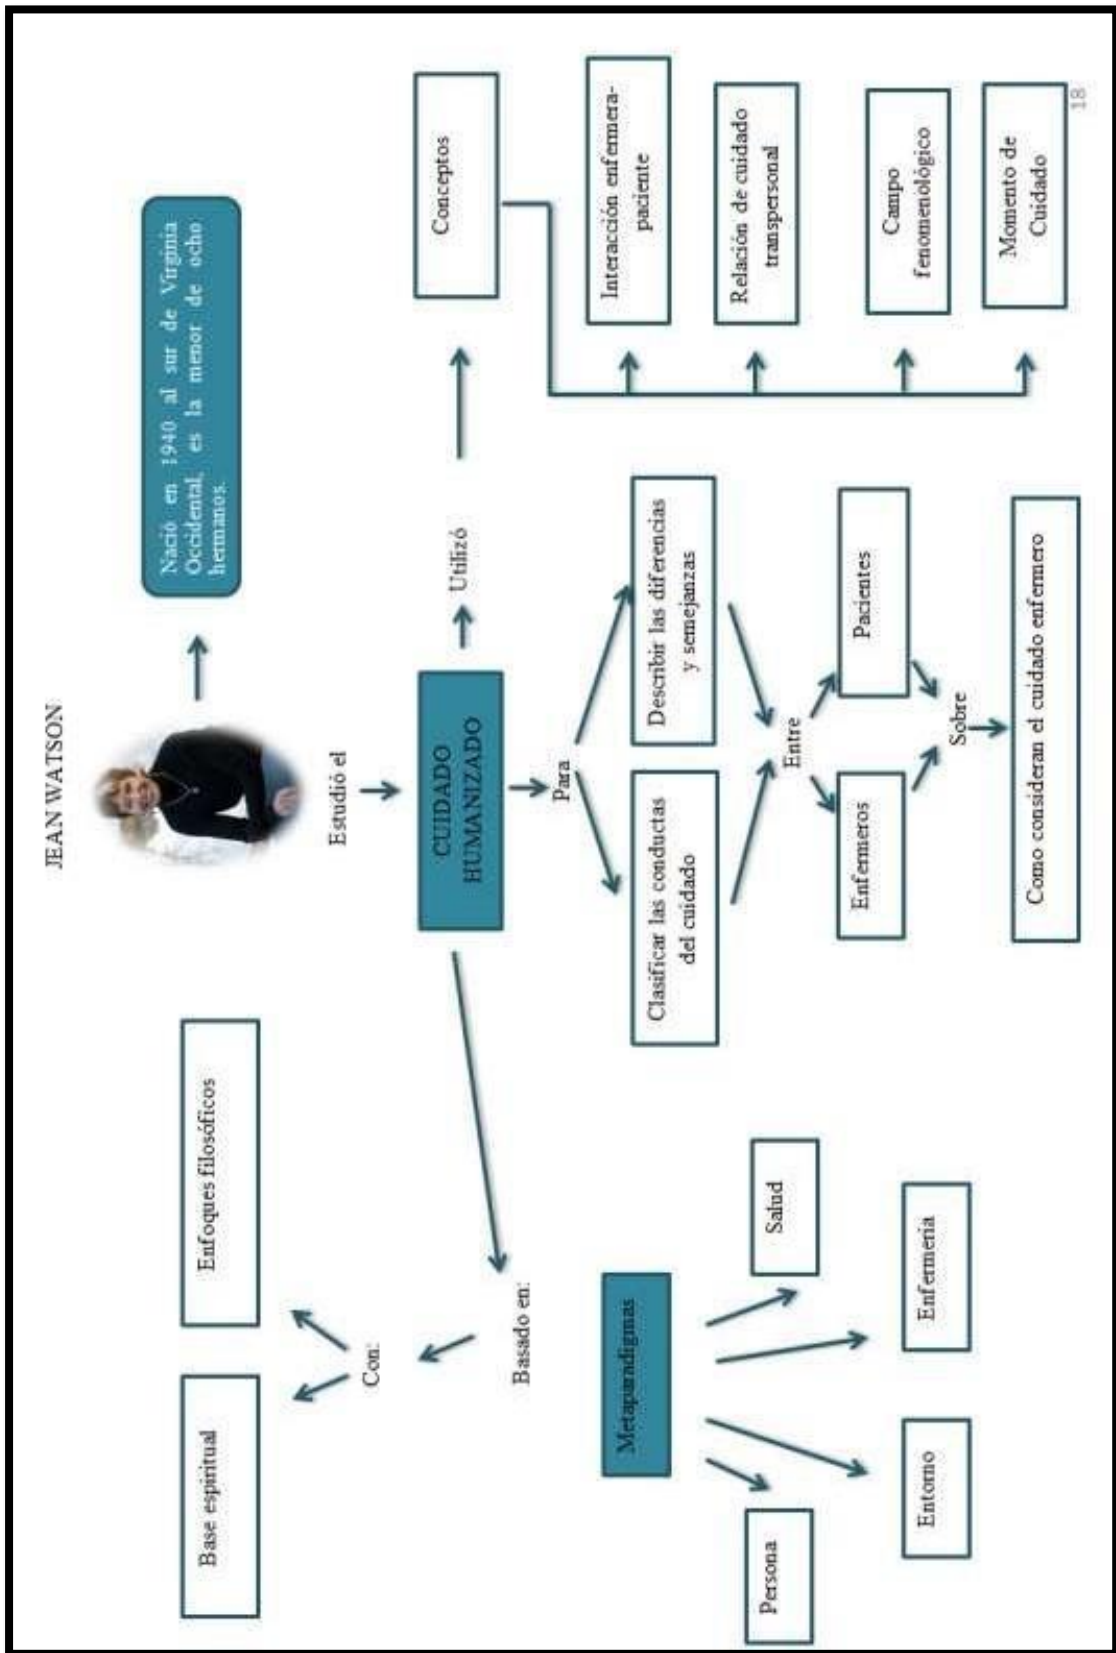 JEAN WATSON
Nació en 1940 al sur de Virginia
Occidental, es la menor de ocho
hermanos.
Estudió el
CUIDADO
HUMANIZADO
Utilizó
Conceptos
Interacción enfermera-
paciente
Relación de cuidado
transpersonal
Campo
fenomenológico
Momento de
Cuidado
Para
Clasificar las conductas
del cuidado
Describir las diferencias
y semejanzas
Entre
Enfermeros
Pacientes
Sobre
Como consideran el cuidado enfermero
Basado en:
Con:
Base espiritual
Enfoques filosóficos
Metaparadigmas
Persona
Entorno
Enfermeria
Salud
18